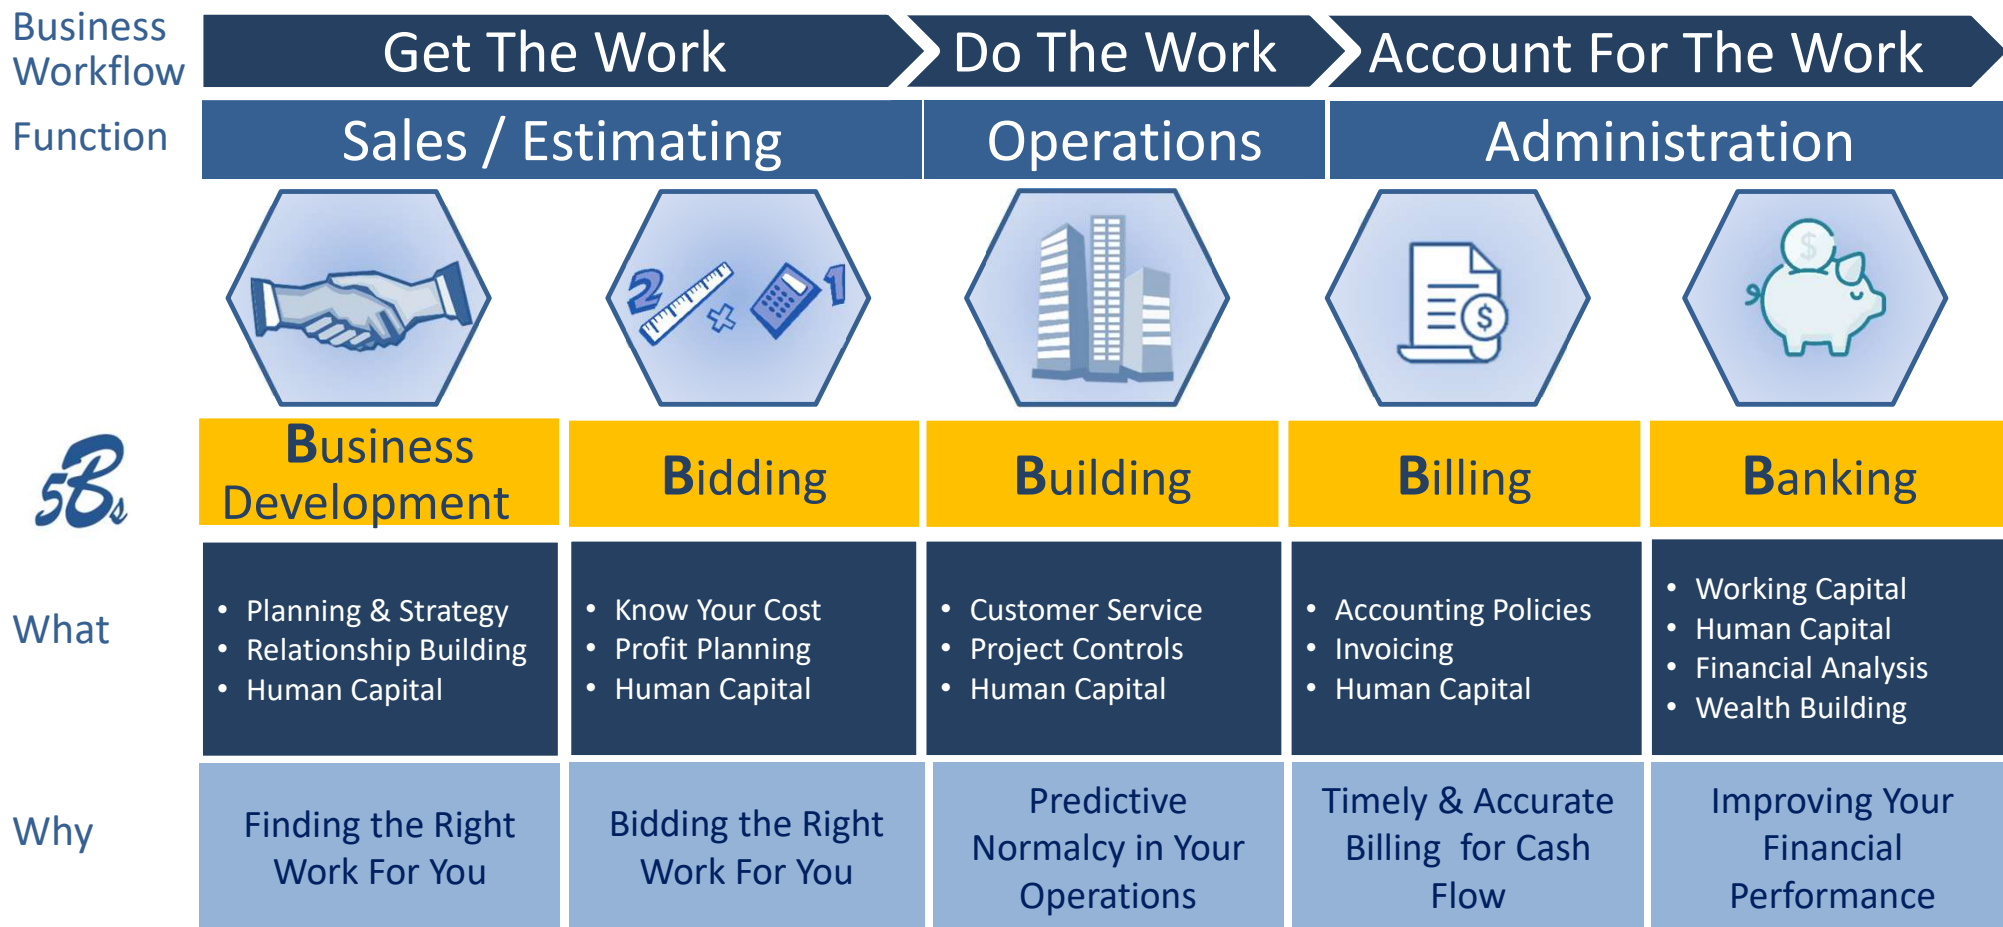 Business
Workflow
Get The Work
Do The Work
Account For The Work
Function
Sales / Estimating
Operations
Administration
2
1
$
$
5Bs
Business
Development
Bidding
Building
Billing
Banking
What
• Planning & Strategy
• Relationship Building
• Human Capital
• Know Your Cost
• Profit Planning
• Human Capital
• Customer Service
• Project Controls
• Human Capital
• Accounting Policies
• Invoicing
• Human Capital
• Working Capital
• Human Capital
• Financial Analysis
• Wealth Building
Why
Finding the Right
Work For You
Bidding the Right
Work For You
Predictive
Normalcy in Your
Operations
Timely & Accurate
Billing for Cash
Flow
Improving Your
Financial
Performance